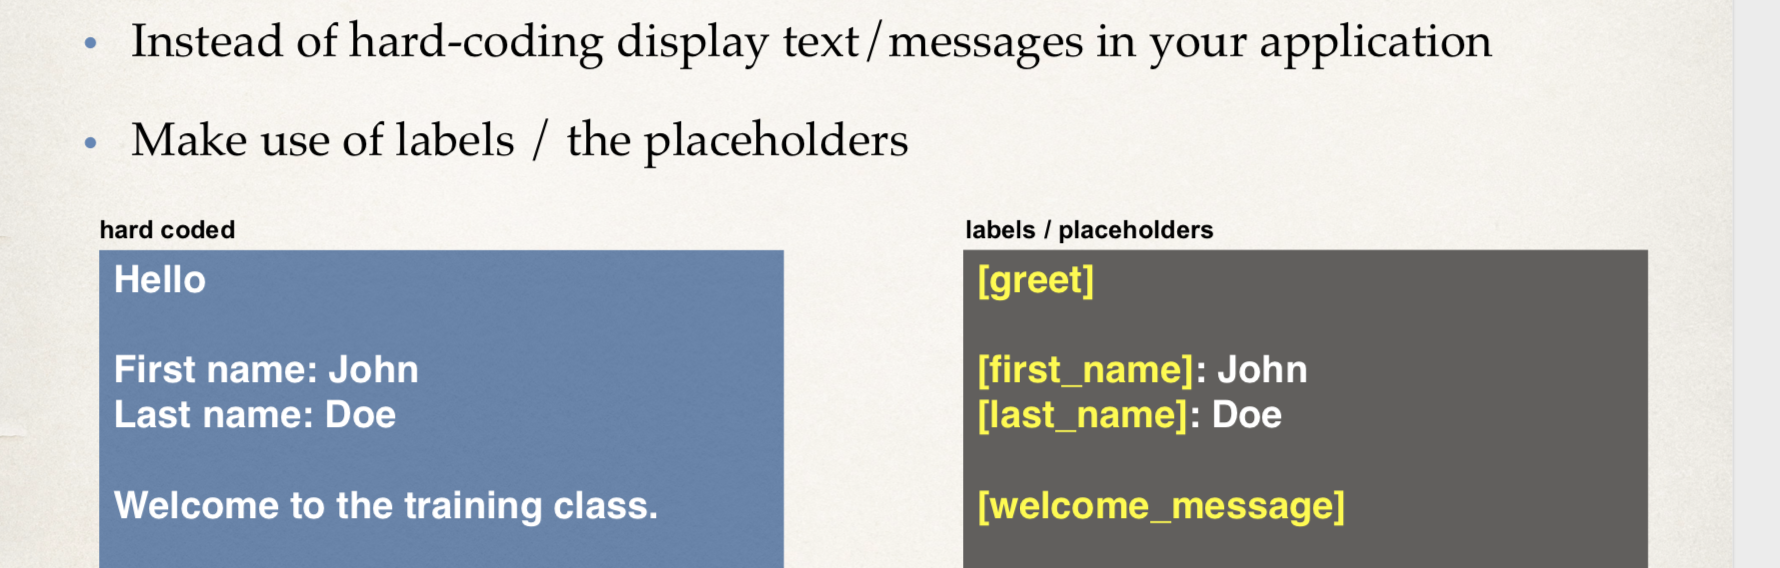 • Instead of hard-coding display text/messages in your application
• Make use of labels / the placeholders
hard coded
Hello
First name: John
Last name: Doe
Welcome to the training class.
labels / placeholders
[greet]
[first_name]: John
[last_name]: Doe
[welcome_message]